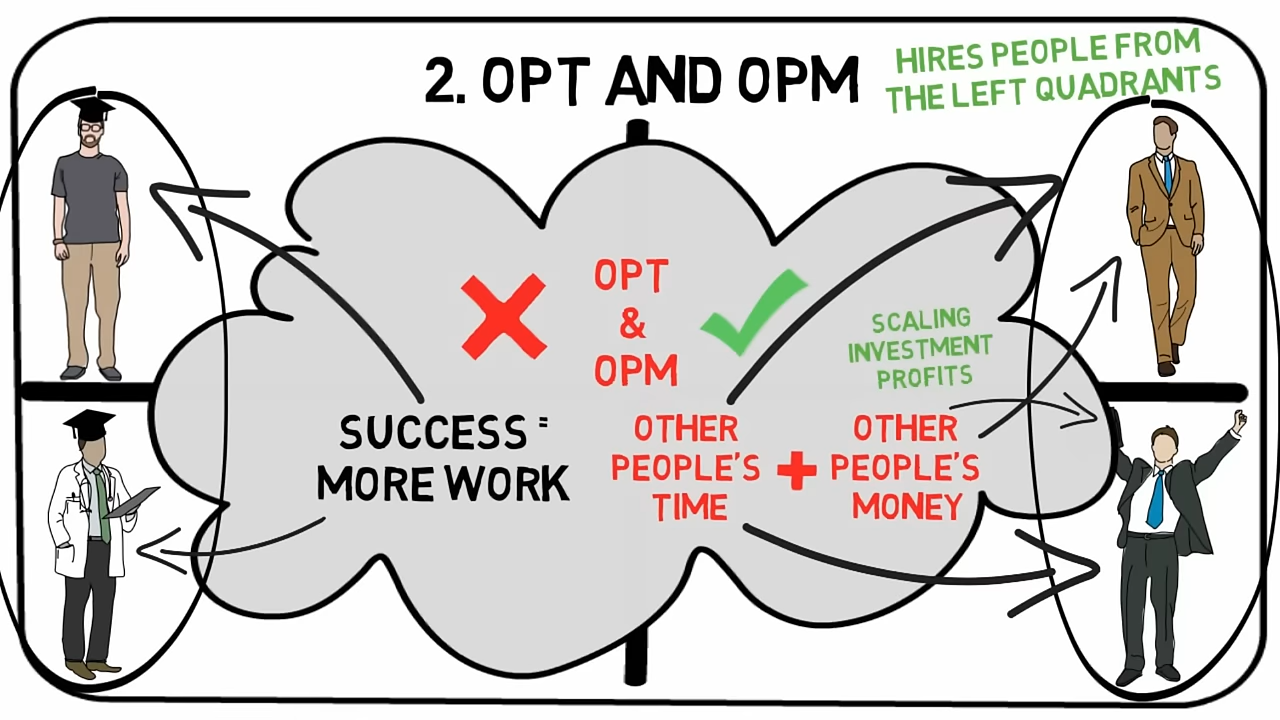 2. OPT AND OPM
HIRES PEOPLE FROM
THE LEFT QUADRANTS
OPT
&
OPM
SCALING
INVESTMENT
PROFITS
SUCCESS =
MORE WORK
OTHER
PEOPLE'S
TIME
+
OTHER
PEOPLE'S
MONEY